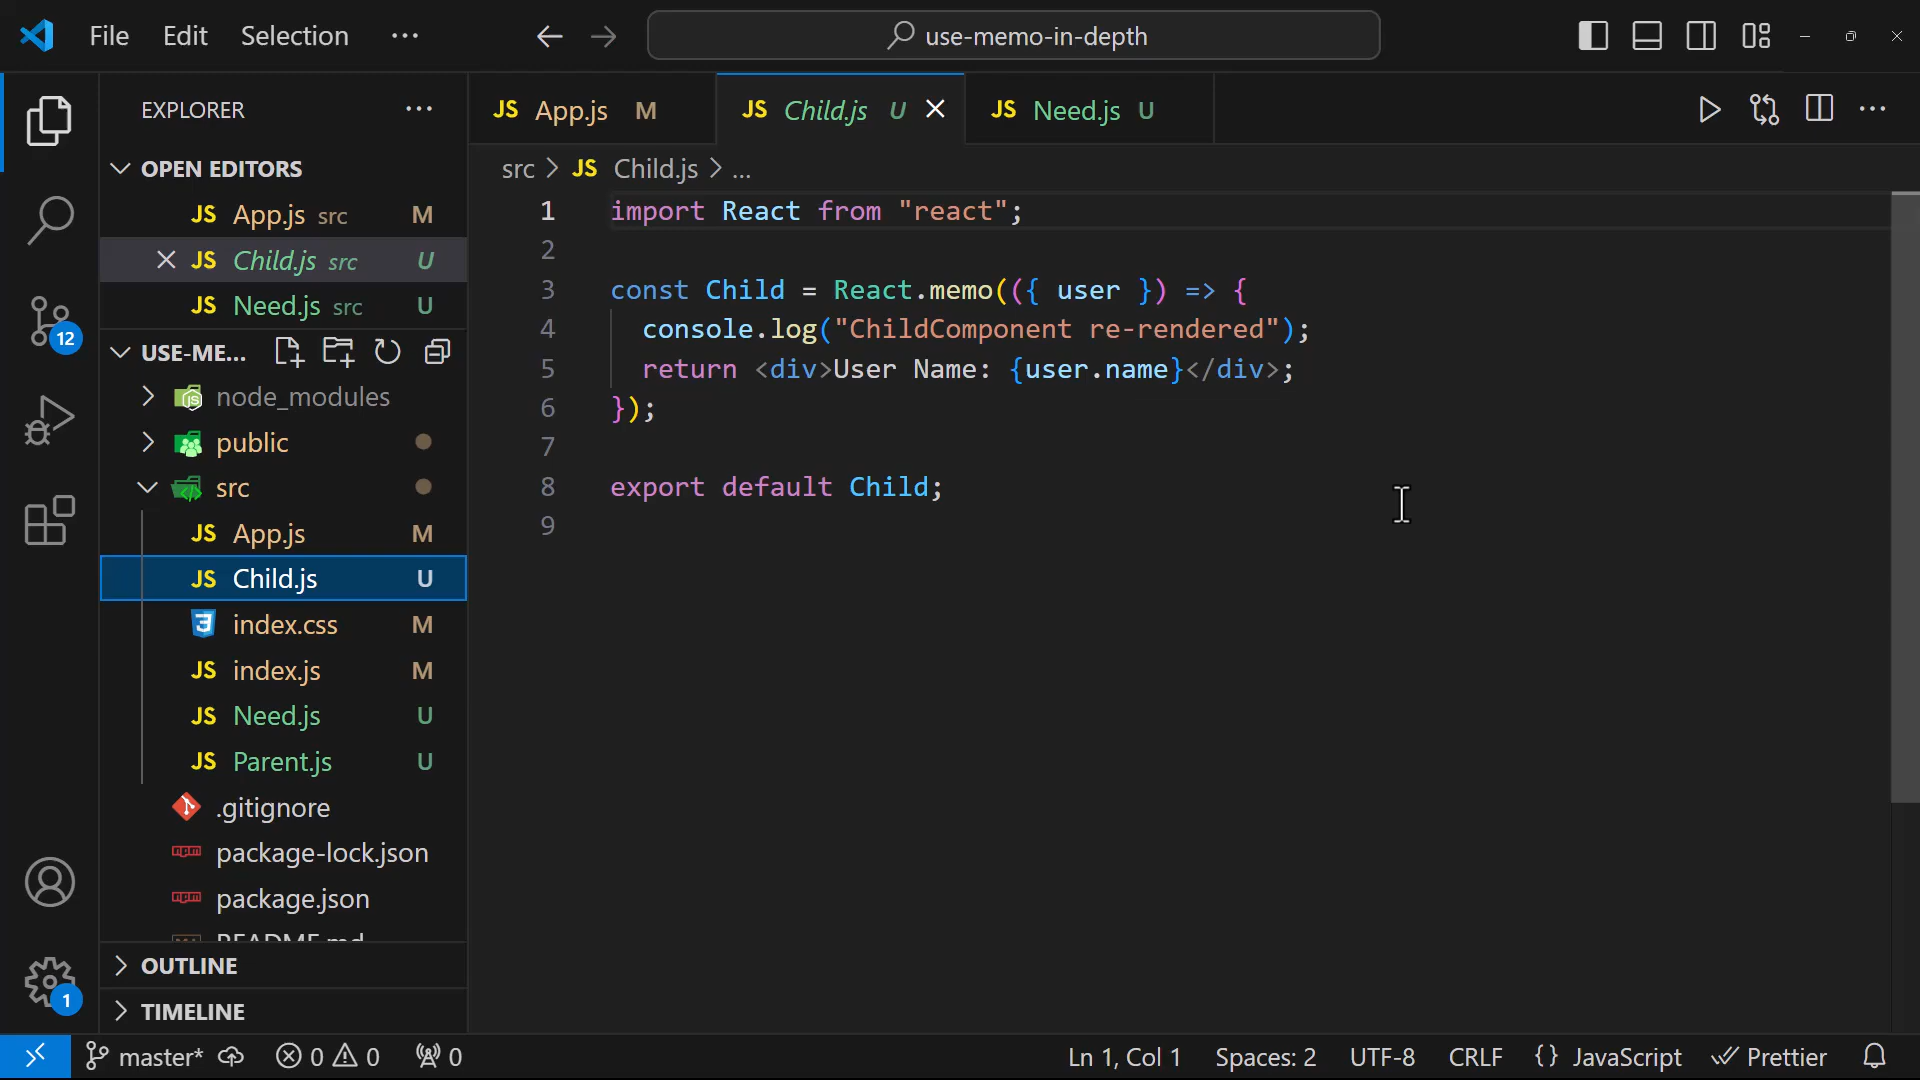 File Edit Selection ...
use-memo-in-depth
EXPLORER ...
OPEN EDITORS
JS App.js src M
JS Child.js src U
JS Need.js src U
USE-ME...
node_modules
public
src
JS App.js M
JS Child.js U
index.css M
JS index.js M
JS Need.js U
JS Parent.js U
.gitignore
package-lock.json
package.json
README.md
OUTLINE
TIMELINE
JS App.js M
JS Child.js U
JS Need.js U
src > JS Child.js > ...
1 import React from "react";
2
3 const Child = React.memo(({ user }) => {
4 console.log("ChildComponent re-rendered");
5 return <div>User Name: {user.name}</div>;
6 });
7
8 export default Child;
9
12
1
master* 0 0 0
Ln 1, Col 1 Spaces: 2 UTF-8 CRLF {} JavaScript Prettier